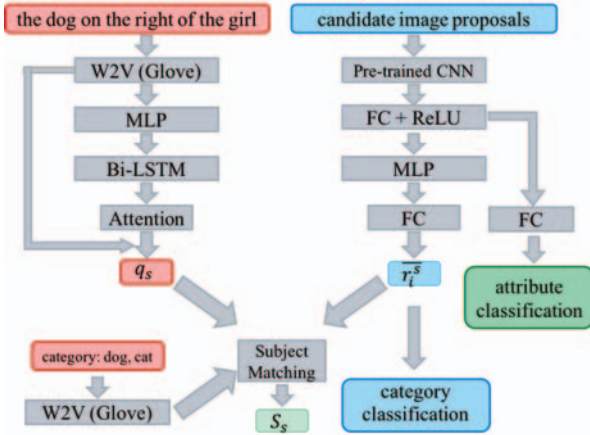 the dog on the right of the girl
candidate image proposals
W2V (Glove)
Pre-trained CNN
MLP
FC + ReLU
Bi-LSTM
MLP
Attention
FC
FC
q_s
\overline{r_i^s}
attribute
classification
category: dog, cat
Subject
Matching
W2V (Glove)
S_s
category
classification